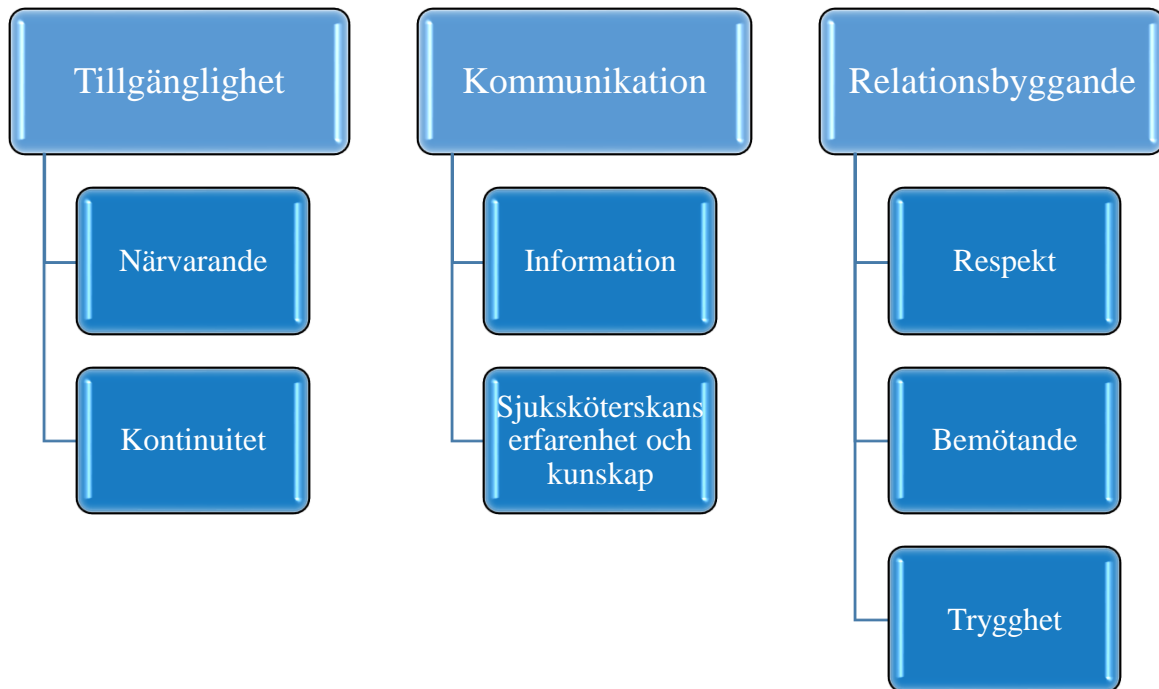 Tillgänglighet
Närvarande
Kontinuitet
Kommunikation
Information
Sjuksköterskans
erfarenhet och
kunskap
Relationsbyggande
Respekt
Bemötande
Trygghet